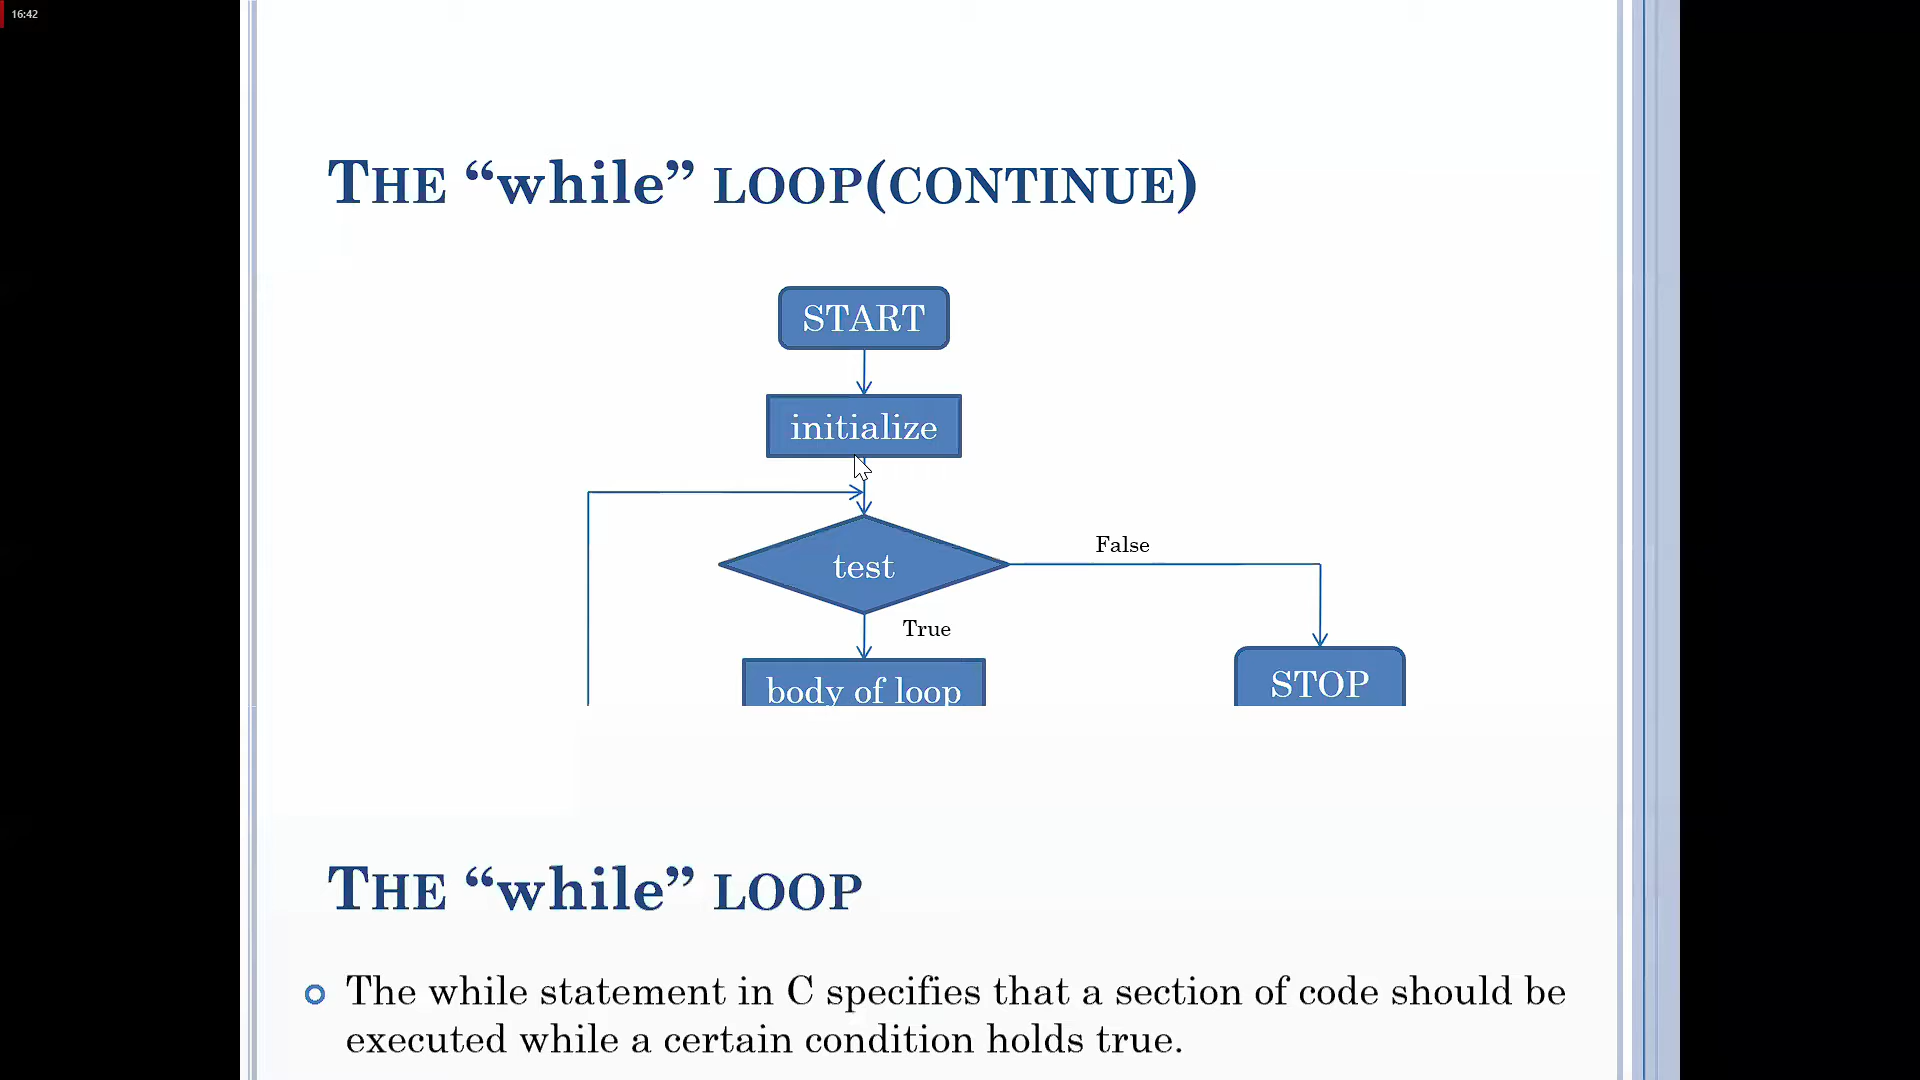 16:42
THE “while” LOOP(CONTINUE)
START
initialize
test
False
True
body of loop
STOP
THE “while” LOOP
The while statement in C specifies that a section of code should be
executed while a certain condition holds true.